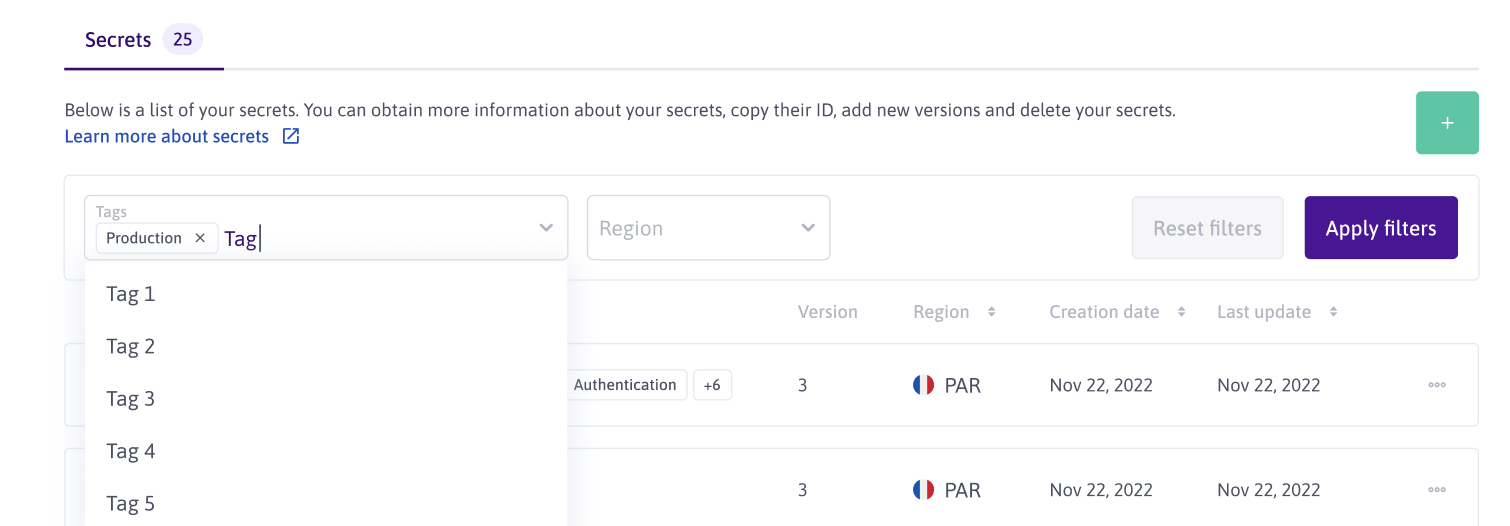 Secrets 25
Below is a list of your secrets. You can obtain more information about your secrets, copy their ID, add new versions and delete your secrets.
Learn more about secrets
+
Tags
Production × Tag
Region
Reset filters
Apply filters
Tag 1
Tag 2
Tag 3
Tag 4
Tag 5
Version Region Creation date Last update
Authentication +6 3 PAR Nov 22, 2022 Nov 22, 2022
3 PAR Nov 22, 2022 Nov 22, 2022